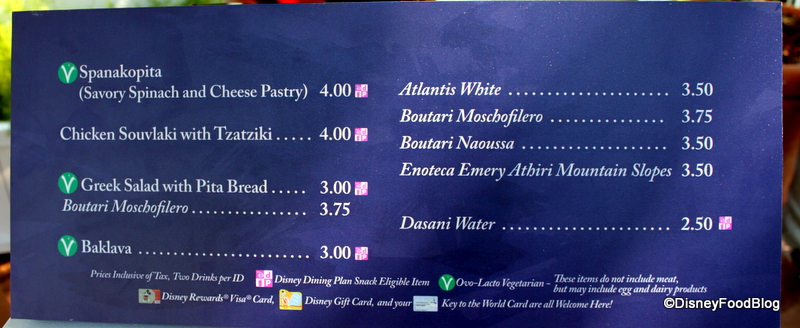 Spanakopita
(Savory Spinach and Cheese Pastry) 4.00
Chicken Souvlaki with Tzatziki ..... 4.00
Greek Salad with Pita Bread ..... 3.00
Boutari Moschofilero .................. 3.75
Baklava .......................... 3.00
Atlantis White ...................... 3.50
Boutari Moschofilero ................ 3.75
Boutari Naoussa .................... 3.50
Enoteca Emery Athiri Mountain Slopes 3.50
Dasani Water ...................... 2.50
Prices Inclusive of Tax, Two Drinks per ID
Disney Dining Plan Snack Eligible Item
Ovo-Lacto Vegetarian – These items do not include meat,
but may include egg and dairy products
Disney Rewards® Visa® Card, Disney Gift Card, and your Key to the World Card are all Welcome Here!
©DisneyFoodBlog